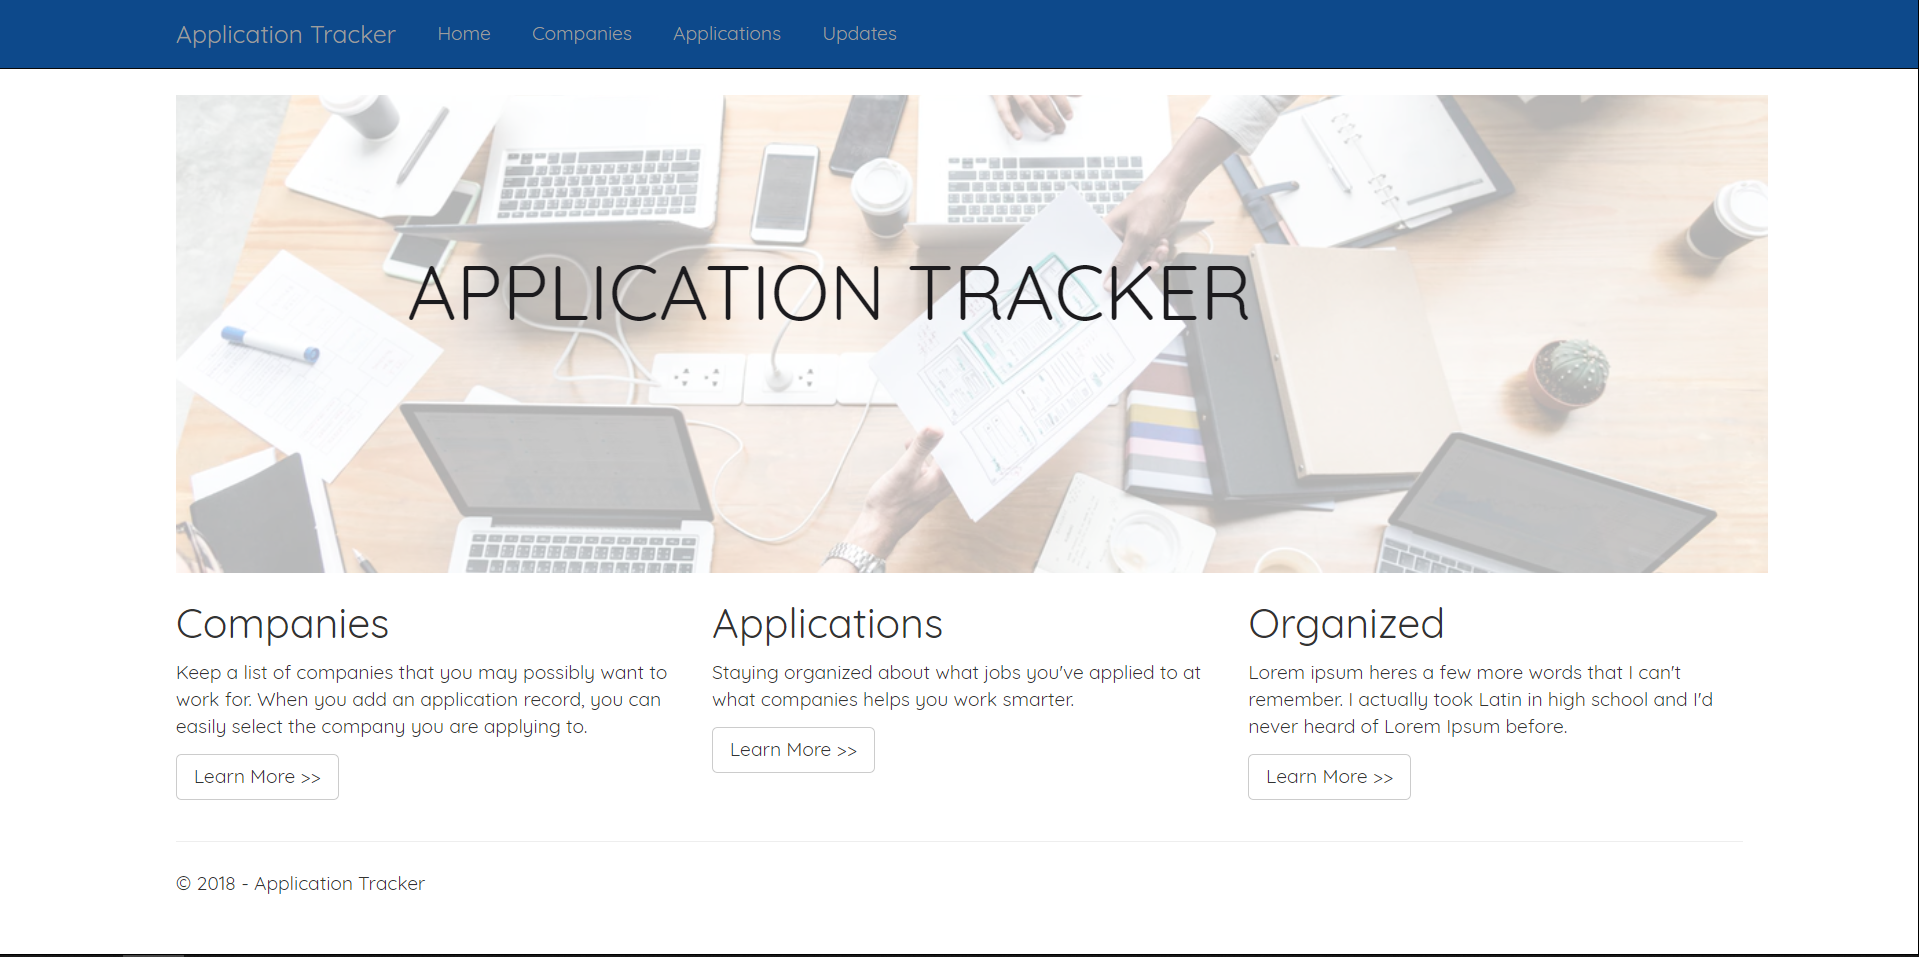 Application Tracker Home Companies Applications Updates
APPLICATION TRACKER
Companies
Keep a list of companies that you may possibly want to
work for. When you add an application record, you can
easily select the company you are applying to.
Learn More >>
Applications
Staying organized about what jobs you've applied to at
what companies helps you work smarter.
Learn More >>
Organized
Lorem ipsum heres a few more words that I can't
remember. I actually took Latin in high school and I'd
never heard of Lorem Ipsum before.
Learn More >>
© 2018 - Application Tracker